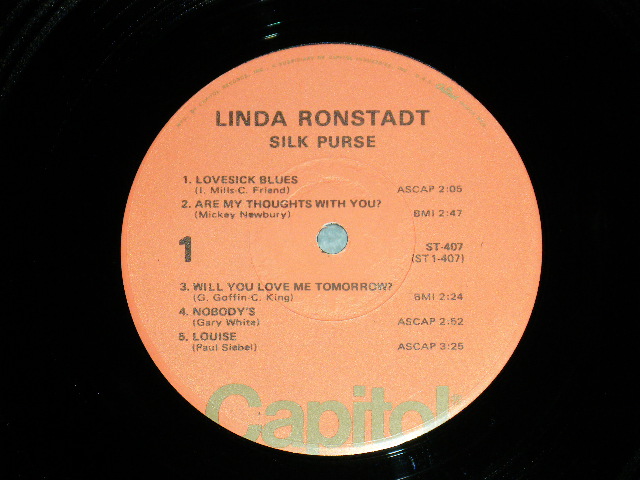 LINDA RONSTADT
SILK PURSE
1. LOVESICK BLUES
(I. Mills-C. Friend) ASCAP 2:05
2. ARE MY THOUGHTS WITH YOU?
(Mickey Newbury) BMI 2:47
1
ST-407
(ST1-407)
3. WILL YOU LOVE ME TOMORROW?
(G. Goffin-C. King) BMI 2:24
4. NOBODY'S
(Gary White) ASCAP 2:52
5. LOUISE
(Paul Siebel) ASCAP 3:25
Capitol